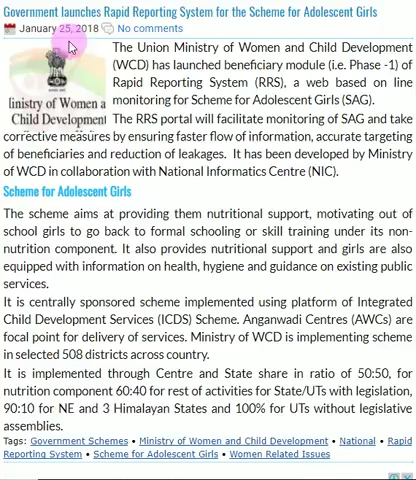 Government launches Rapid Reporting System for the Scheme for Adolescent Girls
January 25, 2018 No comments
The Union Ministry of Women and Child Development
(WCD) has launched beneficiary module (i.e. Phase -1) of
Rapid Reporting System (RRS), a web based on line
monitoring for Scheme for Adolescent Girls (SAG).
linistry of Women a
Child Development
The RRS portal will facilitate monitoring of SAG and take
corrective measures by ensuring faster flow of information, accurate targeting
of beneficiaries and reduction of leakages. It has been developed by Ministry
of WCD in collaboration with National Informatics Centre (NIC).
Scheme for Adolescent Girls
The scheme aims at providing them nutritional support, motivating out of
school girls to go back to formal schooling or skill training under its non-
nutrition component. It also provides nutritional support and girls are also
equipped with information on health, hygiene and guidance on existing public
services.
It is centrally sponsored scheme implemented using platform of Integrated
Child Development Services (ICDS) Scheme. Anganwadi Centres (AWCs) are
focal point for delivery of services. Ministry of WCD is implementing scheme
in selected 508 districts across country.
It is implemented through Centre and State share in ratio of 50:50, for
nutrition component 60:40 for rest of activities for State/UTs with legislation,
90:10 for NE and 3 Himalayan States and 100% for UTs without legislative
assemblies.
Tags: Government Schemes • Ministry of Women and Child Development • National • Rapid
Reporting System • Scheme for Adolescent Girls • Women Related Issues